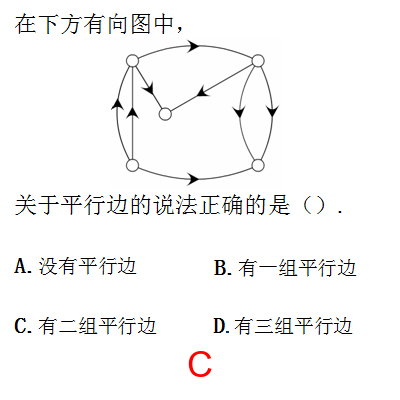 在下方有向图中，
关于平行边的说法正确的是（）.
A. 没有平行边
B. 有一组平行边
C. 有二组平行边
D. 有三组平行边
C